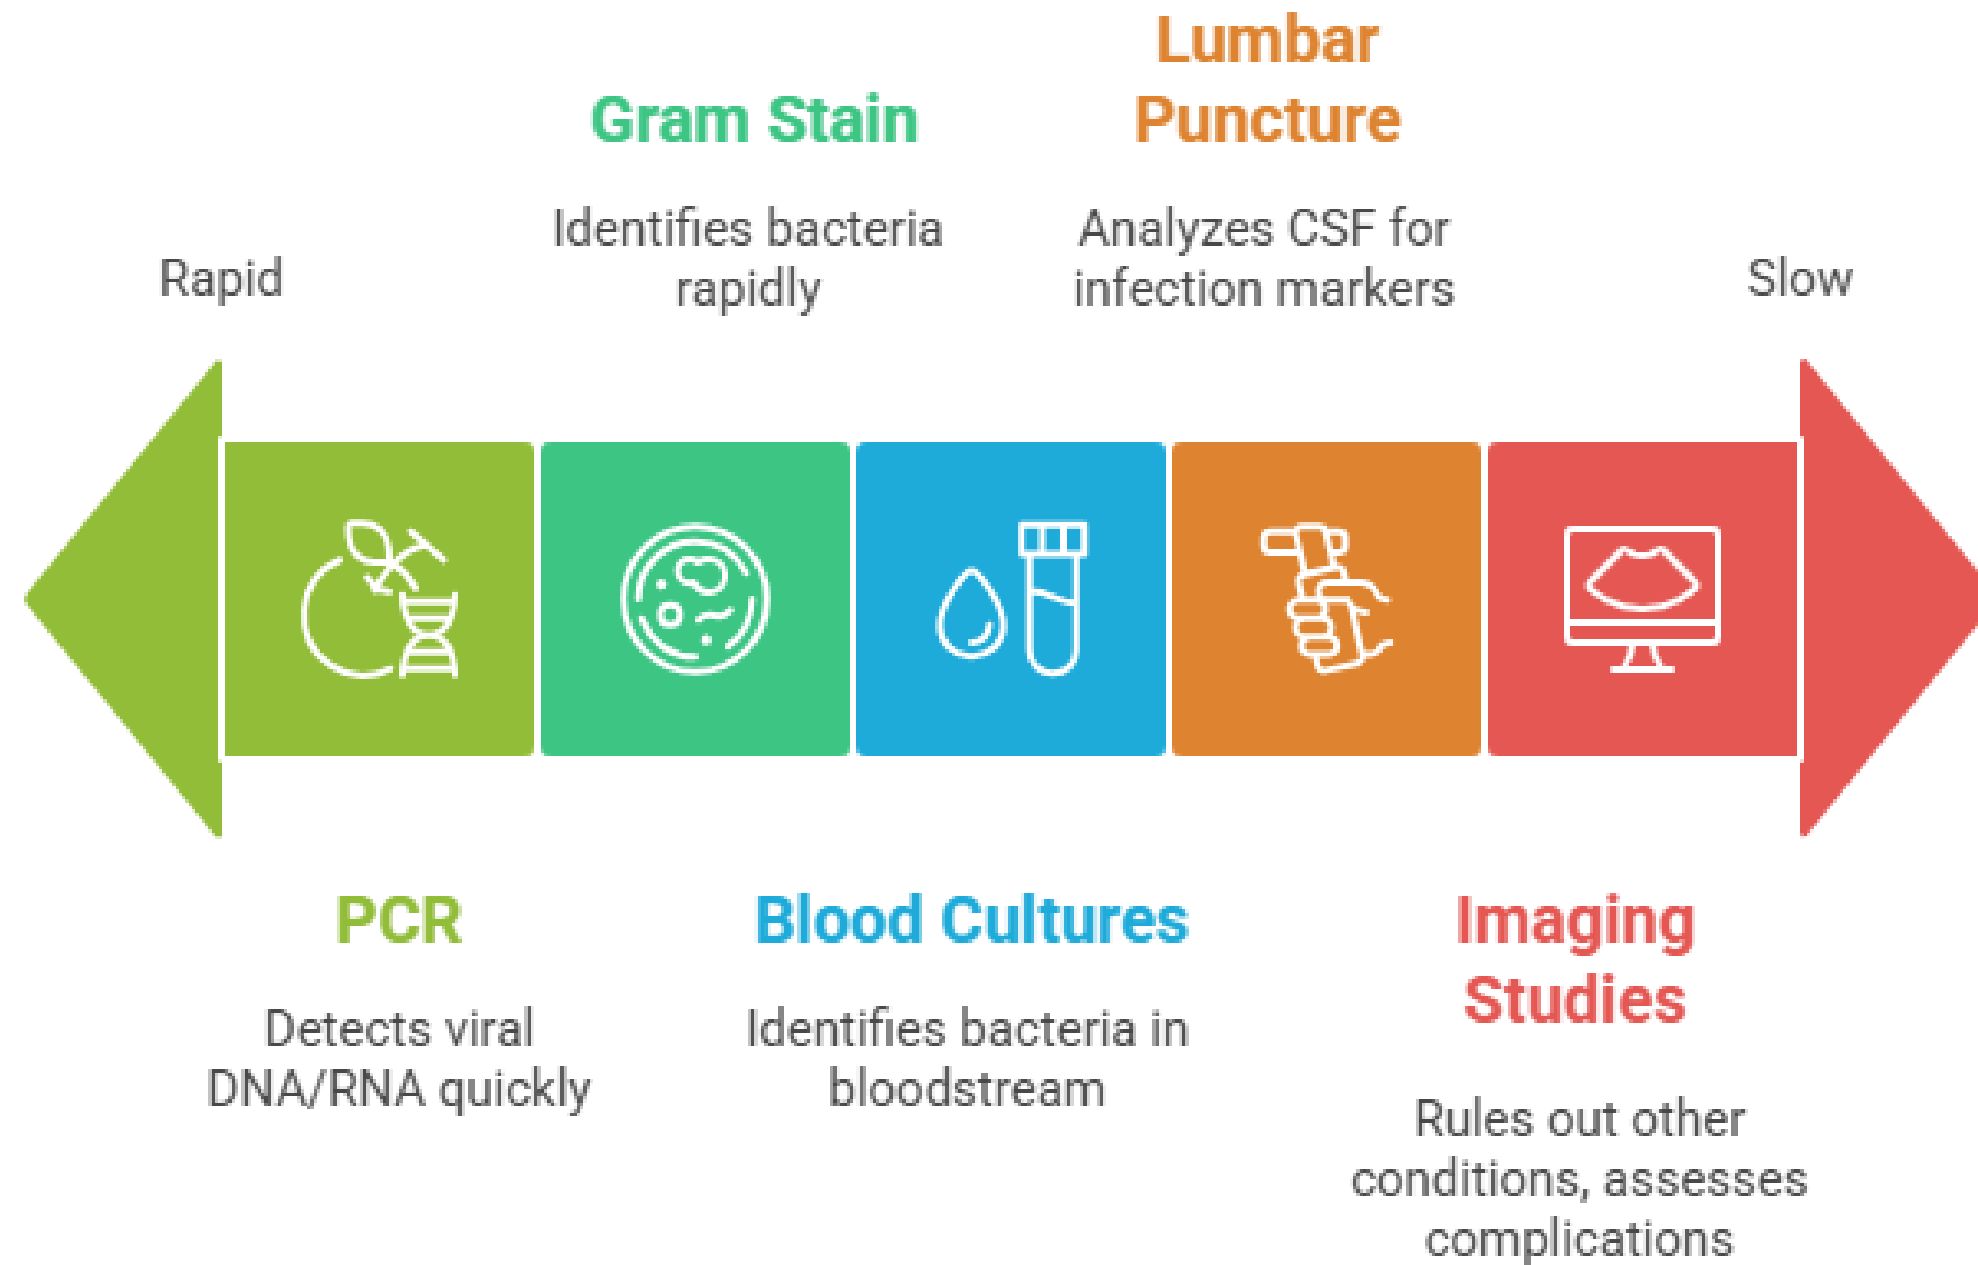 Lumbar
Puncture
Analyzes CSF for
infection markers
Gram Stain
Identifies bacteria
rapidly
Rapid
Slow
PCR
Detects viral
DNA/RNA quickly
Blood Cultures
Identifies bacteria in
bloodstream
Imaging
Studies
Rules out other
conditions, assesses
complications